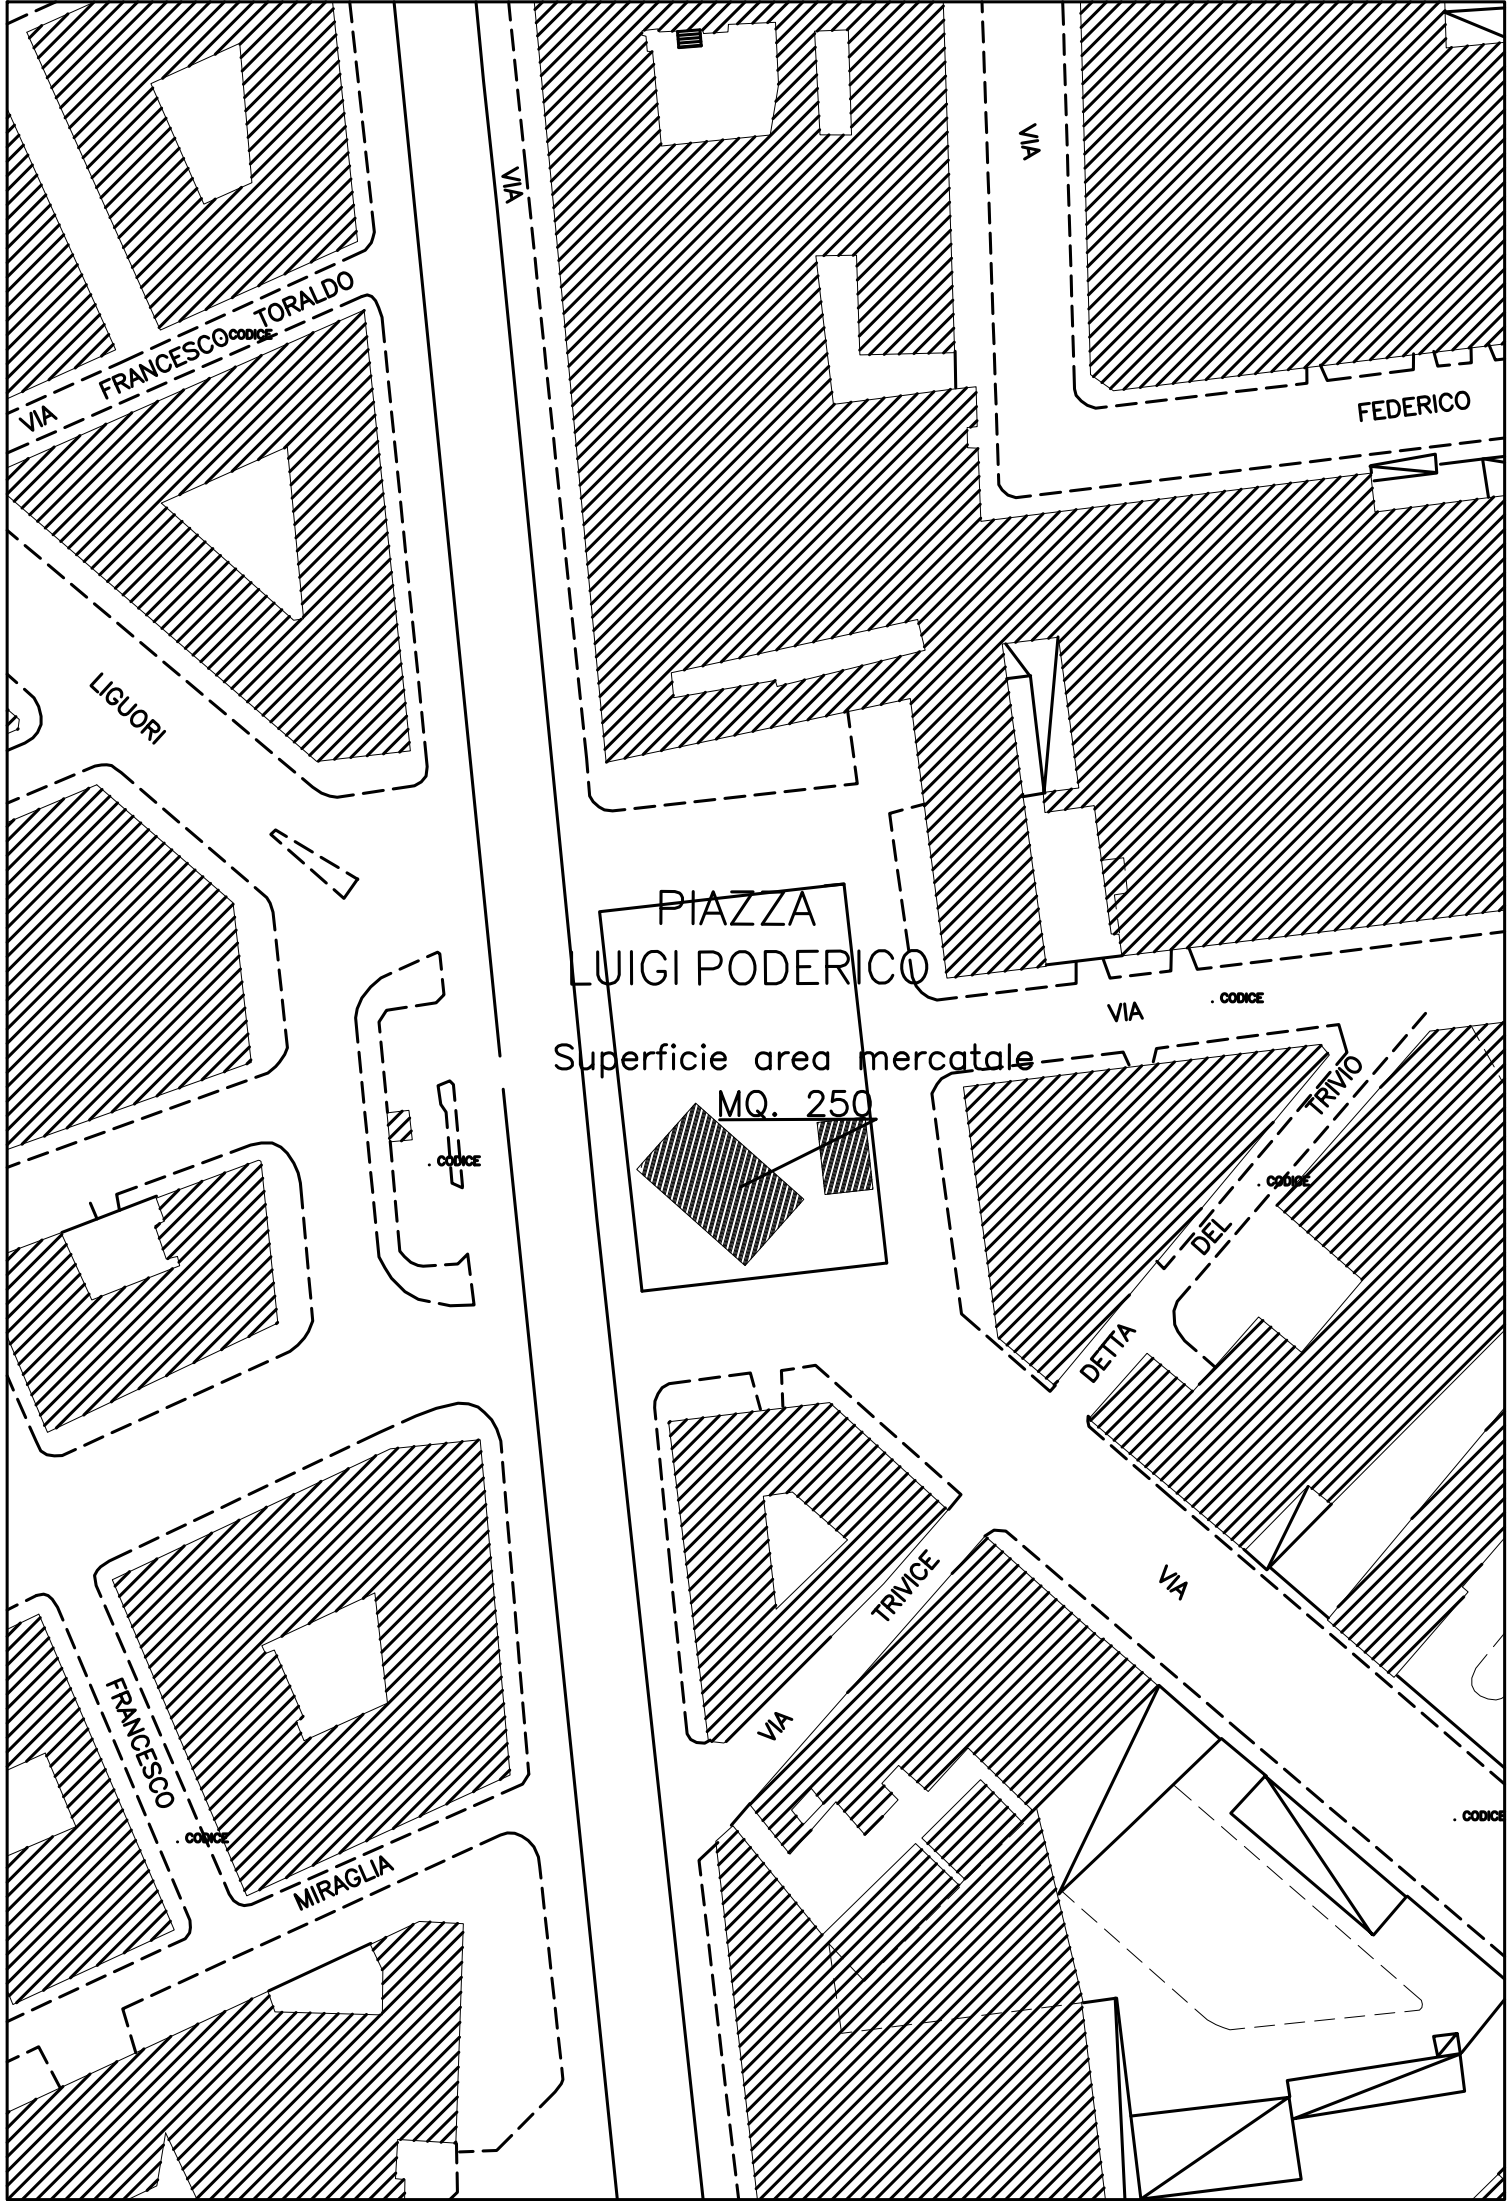 VIA
VIA
VIA FRANCESCO TORALDO
CODICE
FEDERICO
LIGUORI
PIAZZA
LUIGI PODERICO
VIA
. CODICE
Superficie area mercatale
MQ. 250
. CODICE
VIA TRIVICE
DETTA DEL TRIVIO
. CODICE
VIA
FRANCESCO
MIRAGLIA
. CODICE
. CODICE